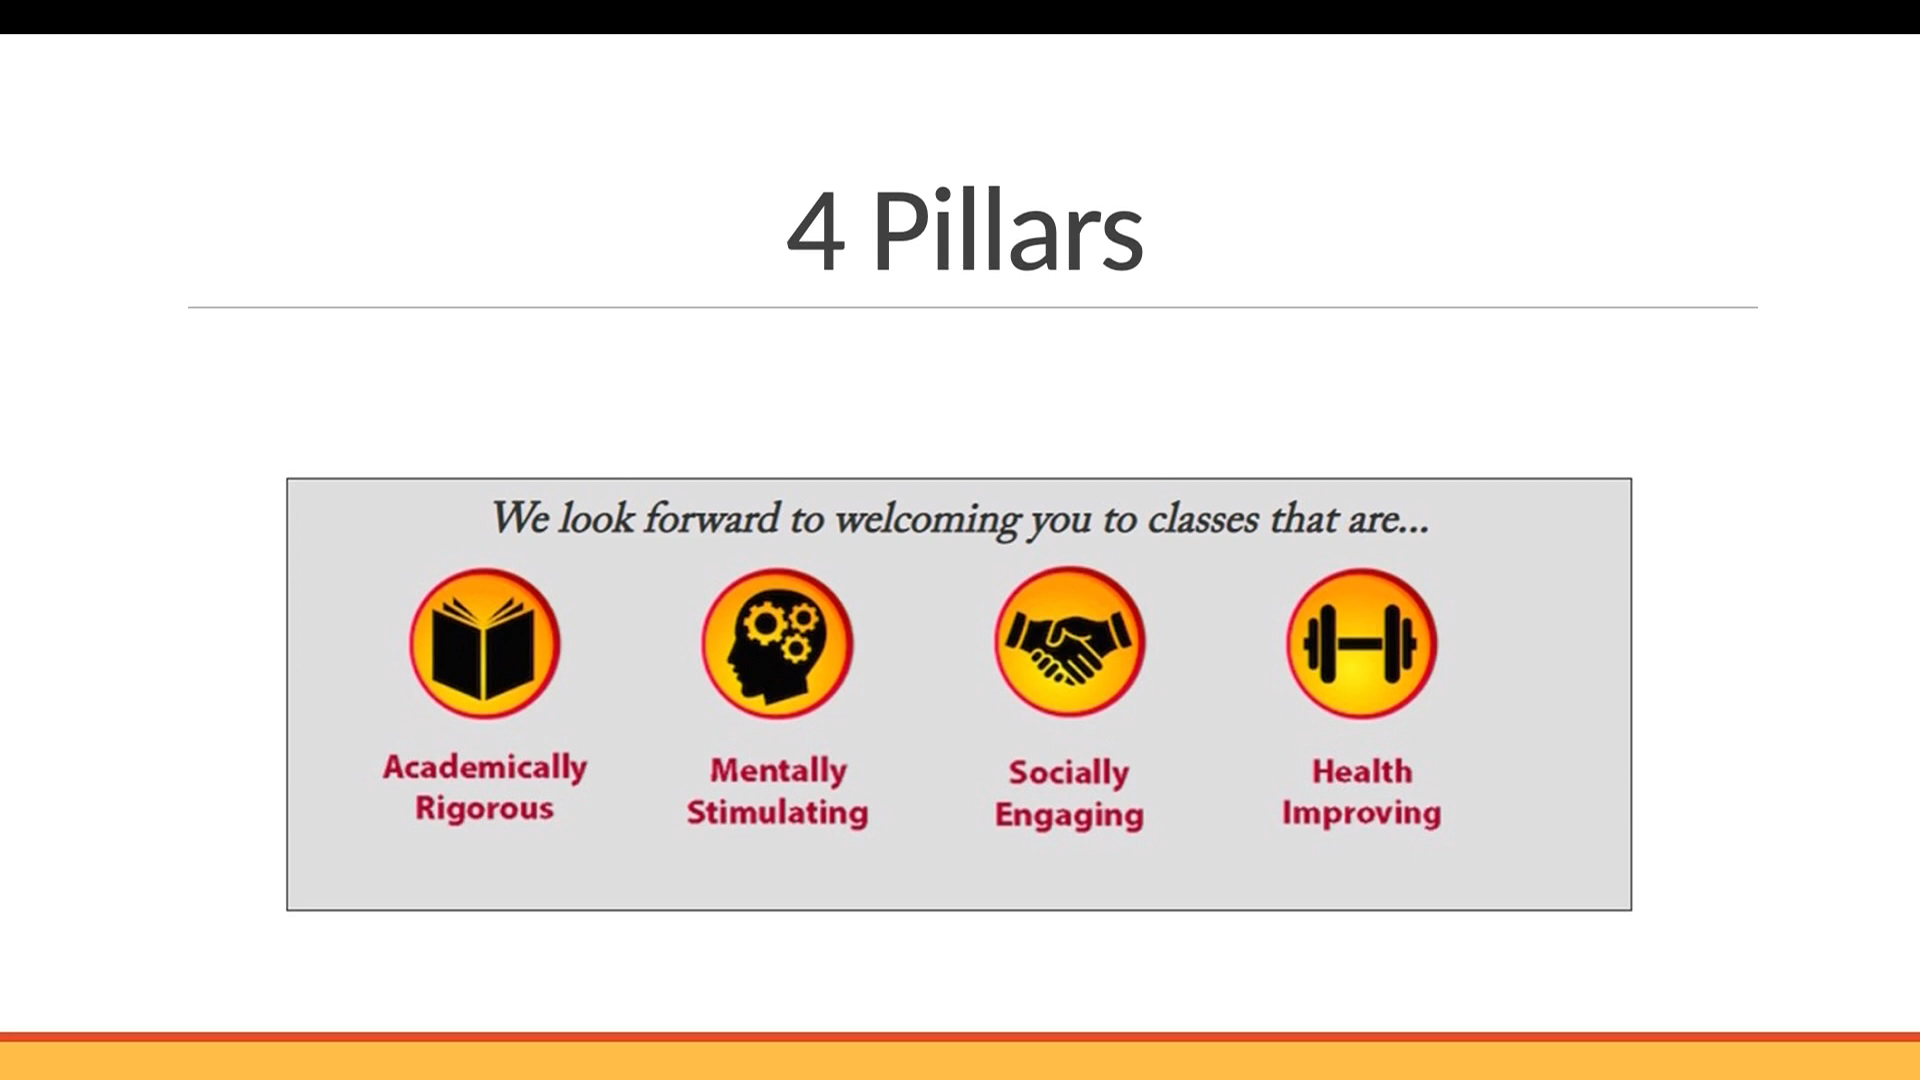 4 Pillars
We look forward to welcoming you to classes that are...
Academically
Rigorous
Mentally
Stimulating
Socially
Engaging
Health
Improving